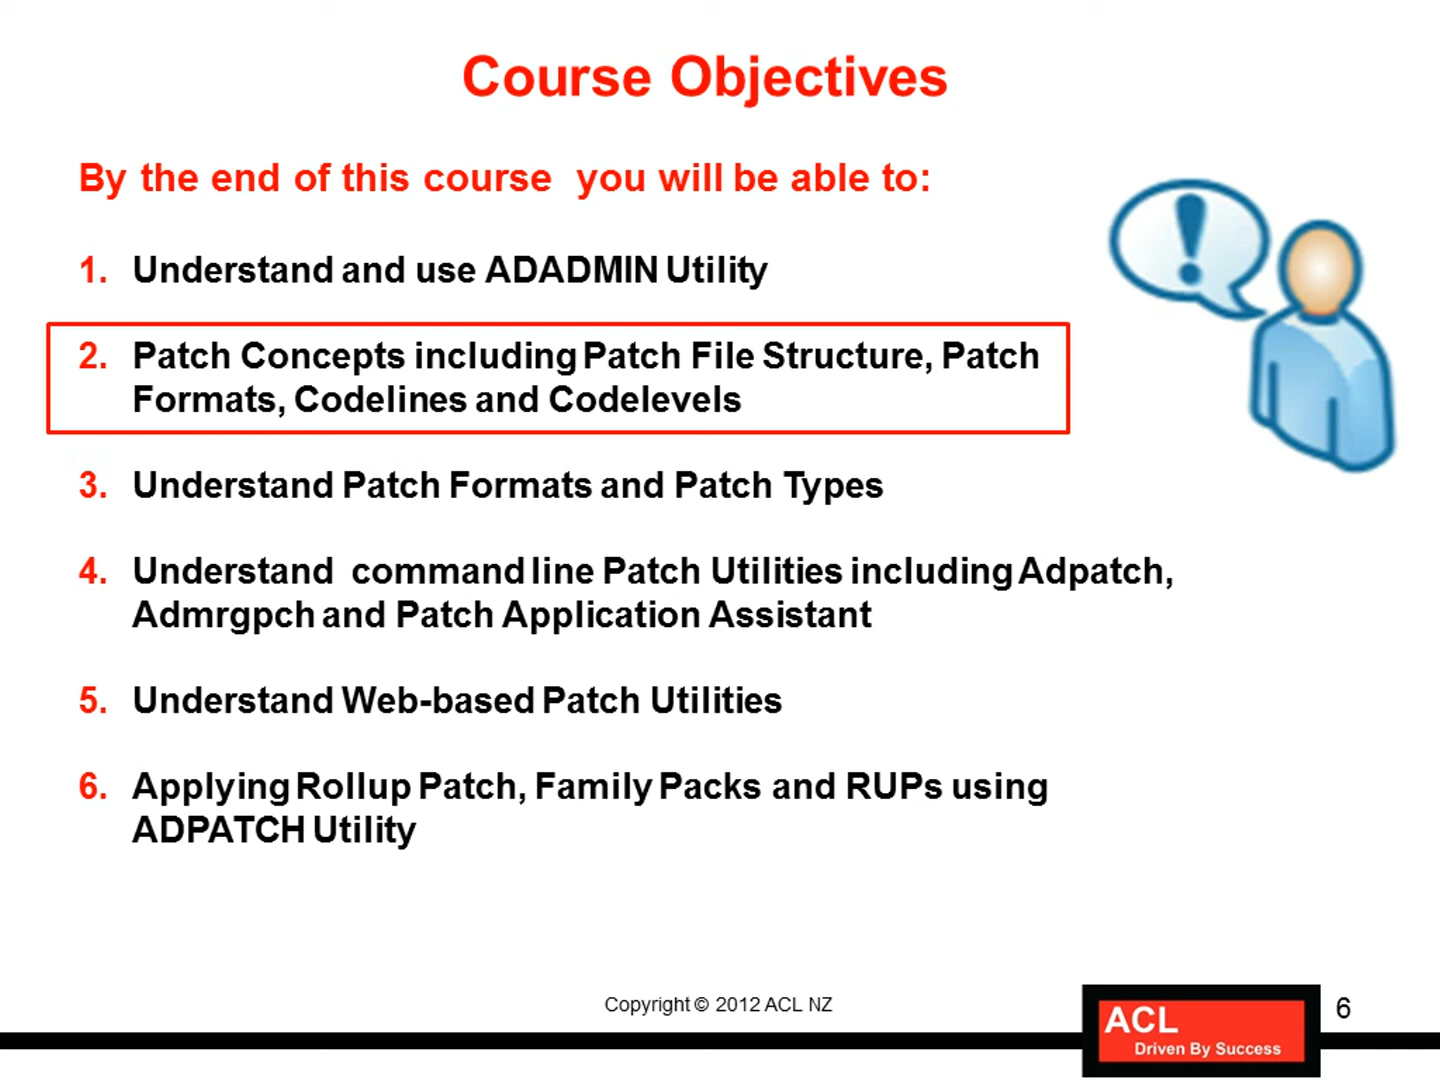 Course Objectives
By the end of this course you will be able to:
1. Understand and use ADADMIN Utility
2. Patch Concepts including Patch File Structure, Patch
Formats, Codelines and Codelevels
3. Understand Patch Formats and Patch Types
4. Understand command line Patch Utilities including Adpatch,
Admrgpch and Patch Application Assistant
5. Understand Web-based Patch Utilities
6. Applying Rollup Patch, Family Packs and RUPs using
ADPATCH Utility
Copyright © 2012 ACL NZ
ACL
Driven By Success
6